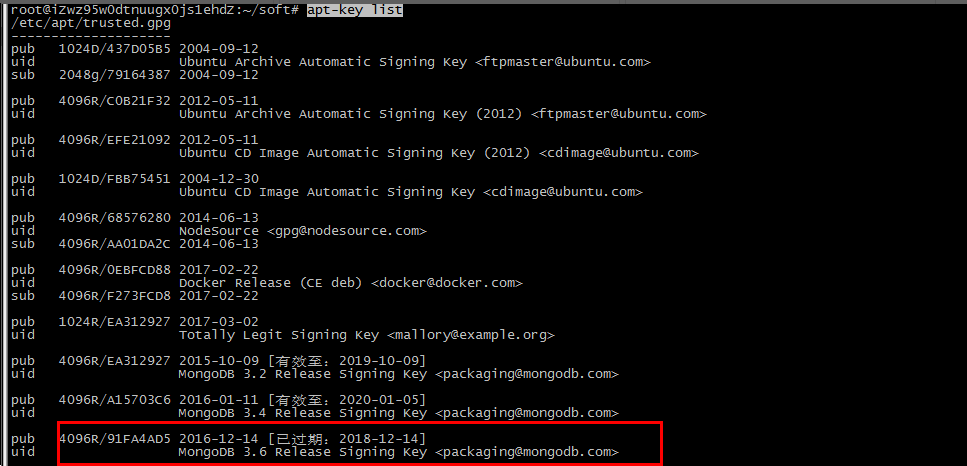 root@iZwz95w0dtnuugx0js1ehdz:~/soft# apt-key list
/etc/apt/trusted.gpg
--------------------
pub   1024D/437D05B5 2004-09-12
uid                  Ubuntu Archive Automatic Signing Key <ftpmaster@ubuntu.com>
sub   2048g/79164387 2004-09-12
pub   4096R/C0B21F32 2012-05-11
uid                  Ubuntu Archive Automatic Signing Key (2012) <ftpmaster@ubuntu.com>
pub   4096R/EFE21092 2012-05-11
uid                  Ubuntu CD Image Automatic Signing Key (2012) <cdimage@ubuntu.com>
pub   1024D/FBB75451 2004-12-30
uid                  Ubuntu CD Image Automatic Signing Key <cdimage@ubuntu.com>
pub   4096R/68576280 2014-06-13
uid                  NodeSource <gpg@nodesource.com>
sub   4096R/AA01DA2C 2014-06-13
pub   4096R/0EBFCD88 2017-02-22
uid                  Docker Release (CE deb) <docker@docker.com>
sub   4096R/F273FCD8 2017-02-22
pub   1024R/EA312927 2017-03-02
uid                  Totally Legit Signing Key <mallory@example.org>
pub   4096R/EA312927 2015-10-09 [有效至：2019-10-09]
uid                  MongoDB 3.2 Release Signing Key <packaging@mongodb.com>
pub   4096R/A15703C6 2016-01-11 [有效至：2020-01-05]
uid                  MongoDB 3.4 Release Signing Key <packaging@mongodb.com>
pub   4096R/91FA4AD5 2016-12-14 [已过期：2018-12-14]
uid                  MongoDB 3.6 Release Signing Key <packaging@mongodb.com>